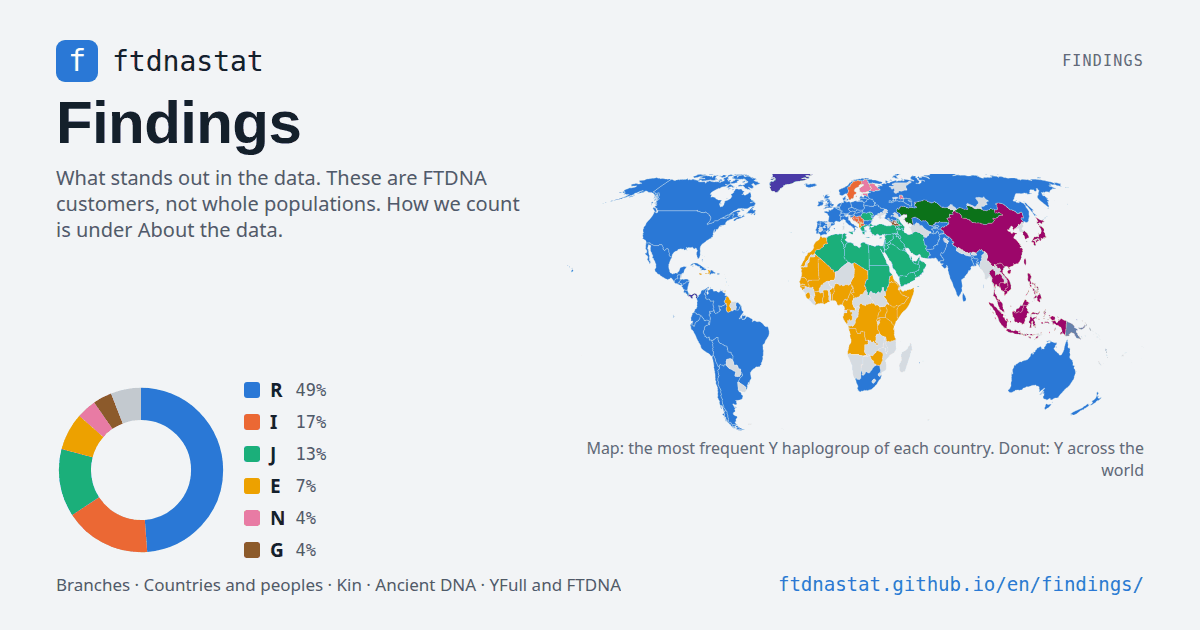 f ftdnastat
FINDINGS
Findings
What stands out in the data. These are FTDNA
customers, not whole populations. How we count
is under About the data.
R 49%
I 17%
J 13%
E 7%
N 4%
G 4%
Map: the most frequent Y haplogroup of each country. Donut: Y across the
world
Branches · Countries and peoples · Kin · Ancient DNA · YFull and FTDNA
ftdnastat.github.io/en/findings/